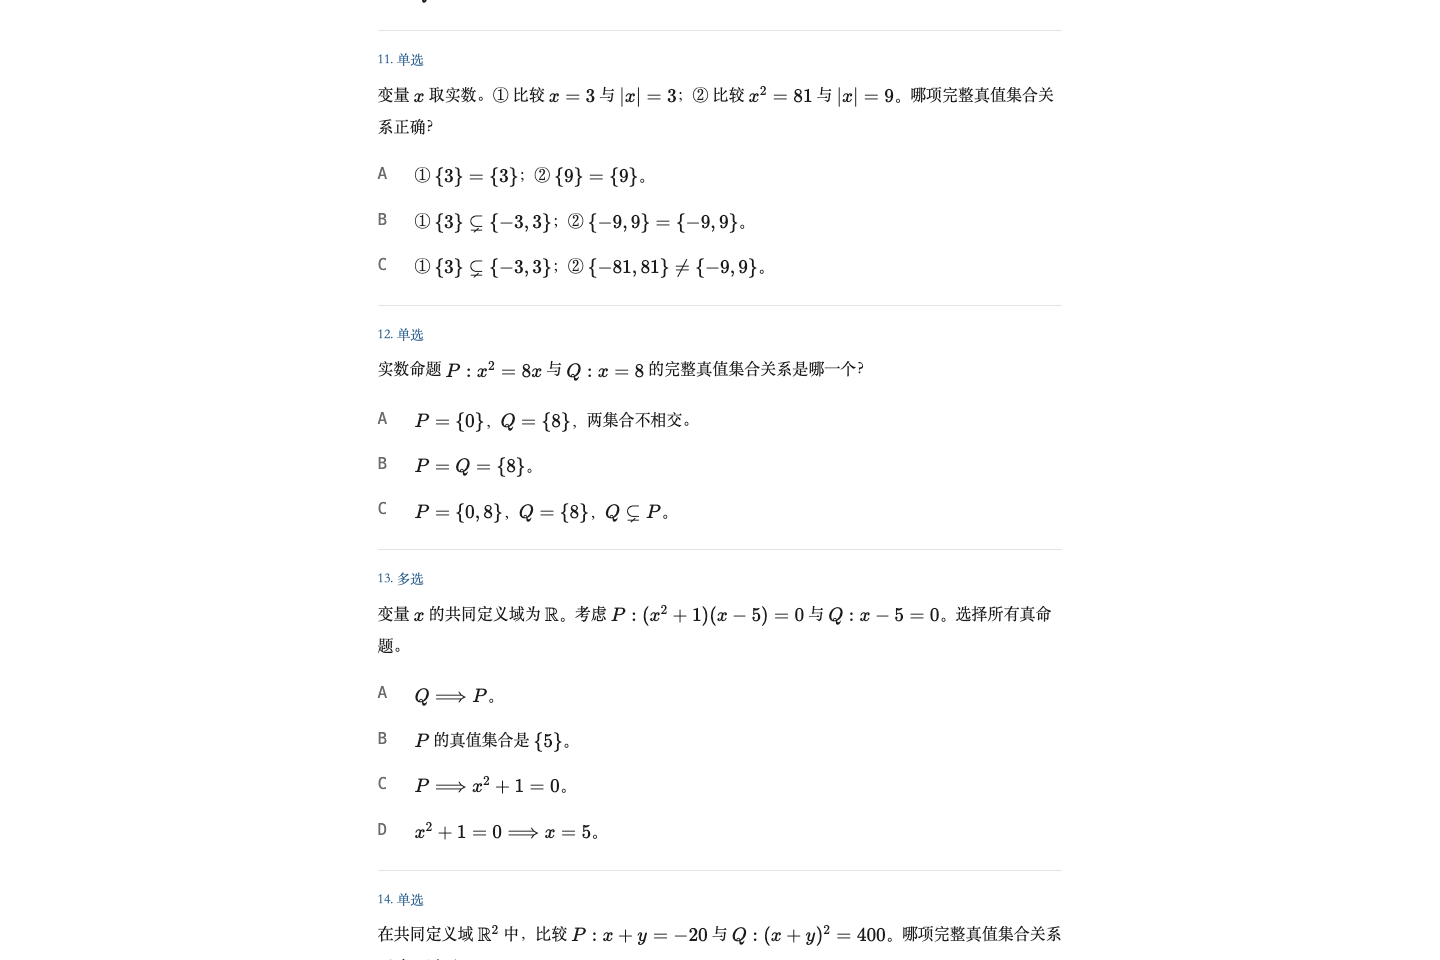 11. 单选
变量 x 取实数。① 比较 x = 3 与 |x| = 3；② 比较 x² = 81 与 |x| = 9。哪项完整真值集合关
系正确？
A ① {3} = {3}；② {9} = {9}。
B ① {3} ⊊ {−3, 3}；② {−9, 9} = {−9, 9}。
C ① {3} ⊊ {−3, 3}；② {−81, 81} ≠ {−9, 9}。
12. 单选
实数命题 P : x² = 8x 与 Q : x = 8 的完整真值集合关系是哪一个？
A P = {0}，Q = {8}，两集合不相交。
B P = Q = {8}。
C P = {0, 8}，Q = {8}，Q ⊊ P。
13. 多选
变量 x 的共同定义域为 ℝ。考虑 P : (x² + 1)(x − 5) = 0 与 Q : x − 5 = 0。选择所有真命
题。
A Q ⟹ P。
B P 的真值集合是 {5}。
C P ⟹ x² + 1 = 0。
D x² + 1 = 0 ⟹ x = 5。
14. 单选
在共同定义域 ℝ² 中，比较 P : x + y = −20 与 Q : (x + y)² = 400。哪项完整真值集合关系